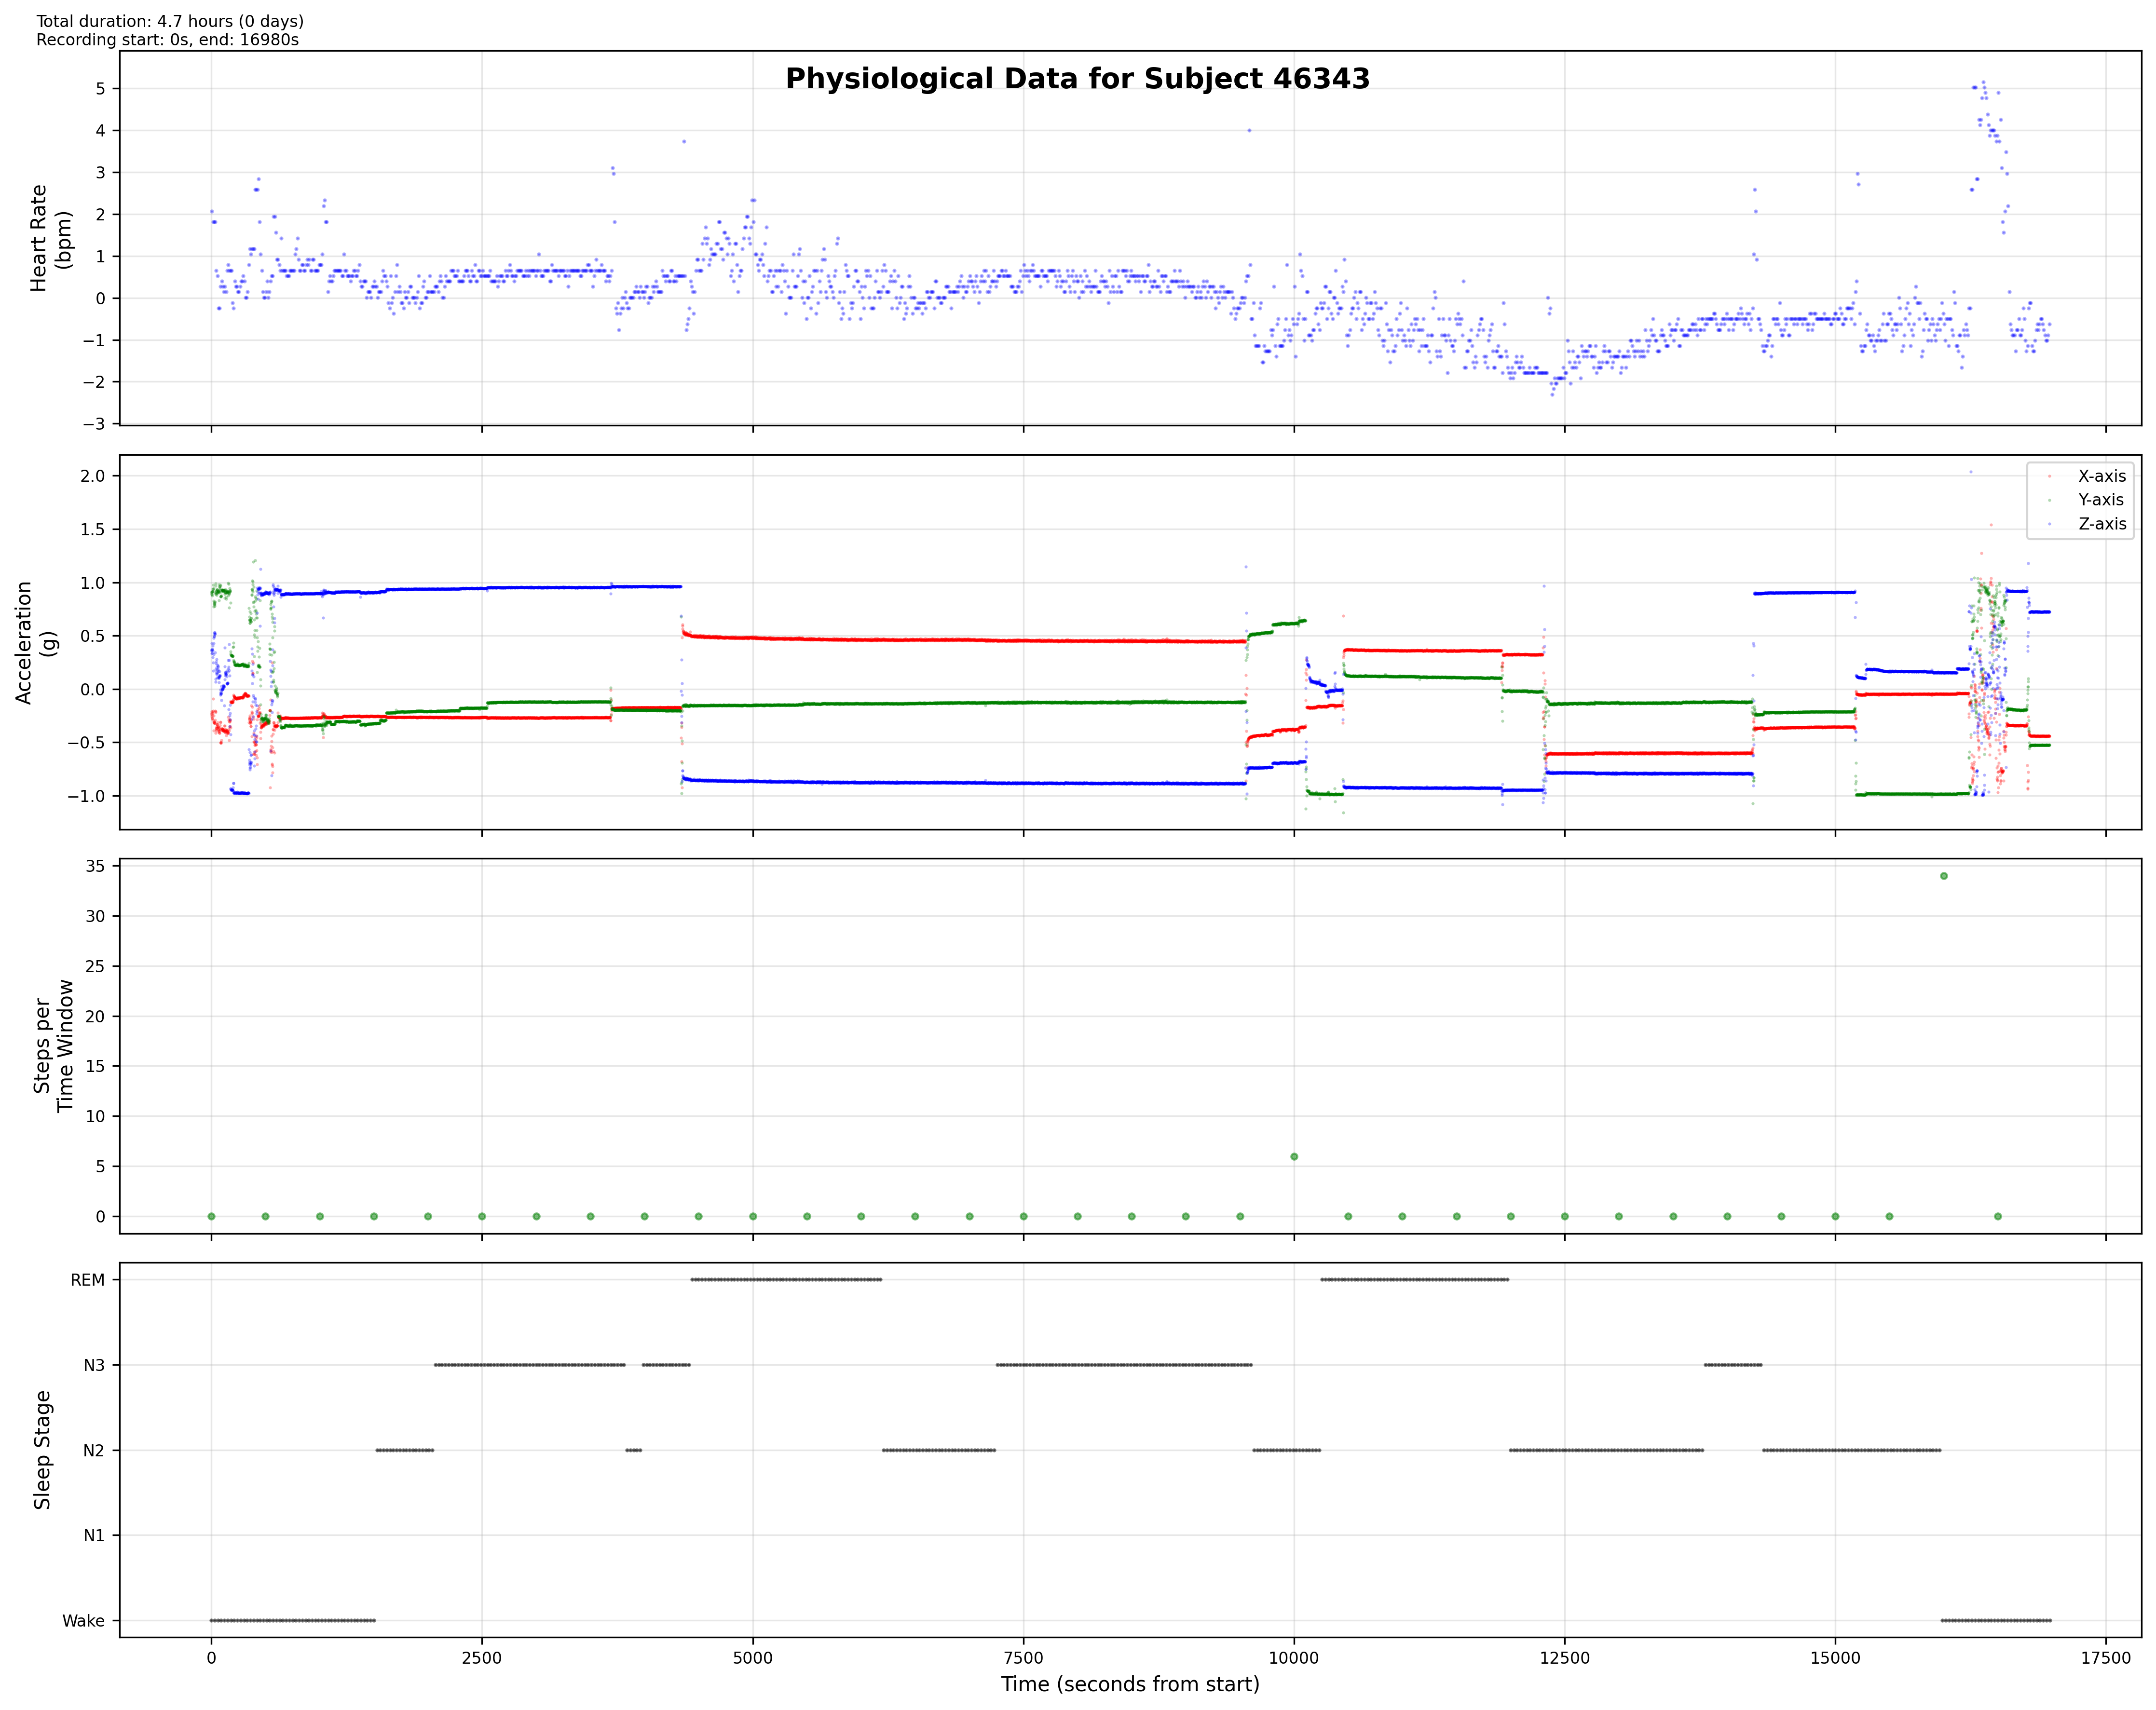 Total duration: 4.7 hours (0 days)
Recording start: 0s, end: 16980s
Physiological Data for Subject 46343
Heart Rate
(bpm)
5
4
3
2
1
0
−1
−2
−3
Acceleration
(g)
2.0
1.5
1.0
0.5
0.0
−0.5
−1.0
X-axis
Y-axis
Z-axis
Steps per
Time Window
35
30
25
20
15
10
5
0
Sleep Stage
REM
N3
N2
N1
Wake
0
2500
5000
7500
10000
12500
15000
17500
Time (seconds from start)